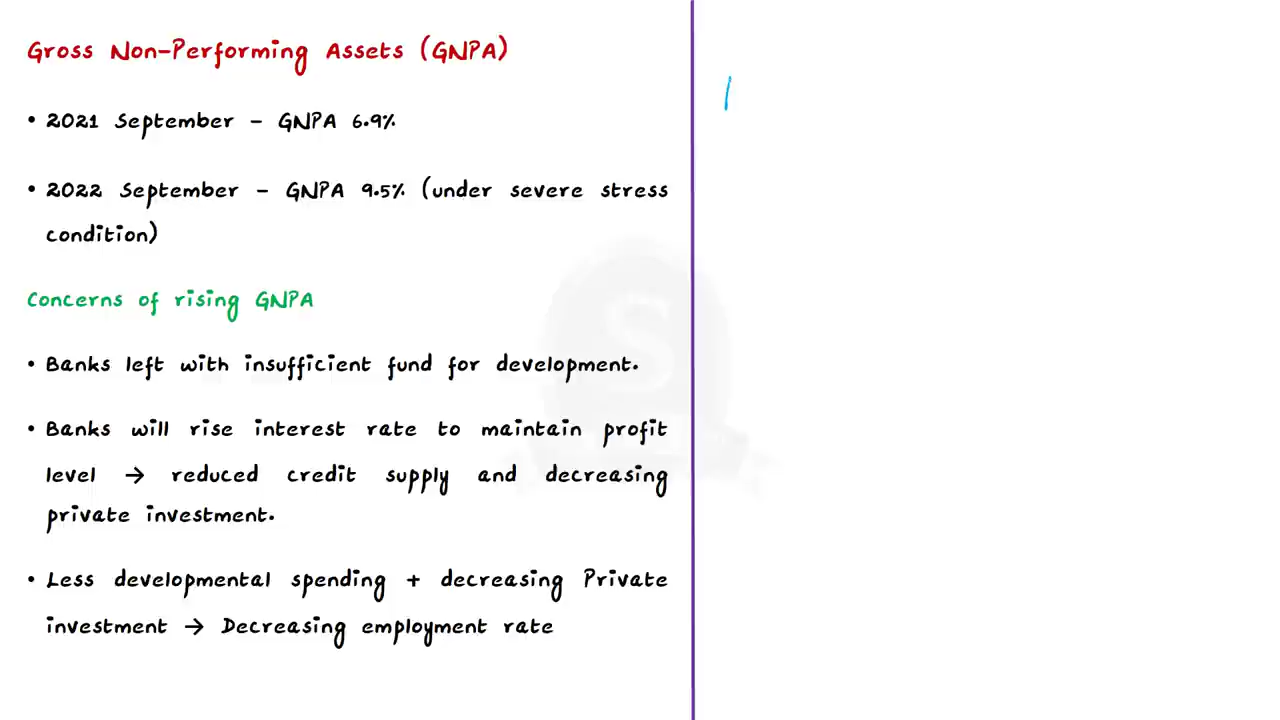 Gross Non-Performing Assets (GNPA)
• 2021 September - GNPA 6.9%
• 2022 September - GNPA 9.5% (under severe stress
condition)
Concerns of rising GNPA
• Banks left with insufficient fund for development.
• Banks will rise interest rate to maintain profit
level → reduced credit supply and decreasing
private investment.
• Less developmental spending + decreasing Private
investment → Decreasing employment rate